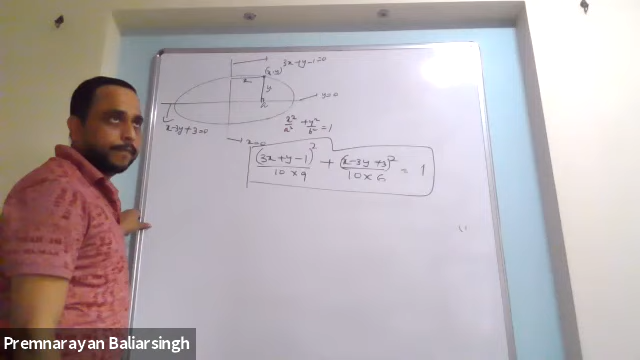 3x+y-1=0
(x,y)
x
y
y=0
x-3y+3=0
x²/a² + y²/b² = 1
x=0
(3x+y-1)²/10×9 + (x-3y+3)²/10×6 = 1
Premnarayan Baliarsingh